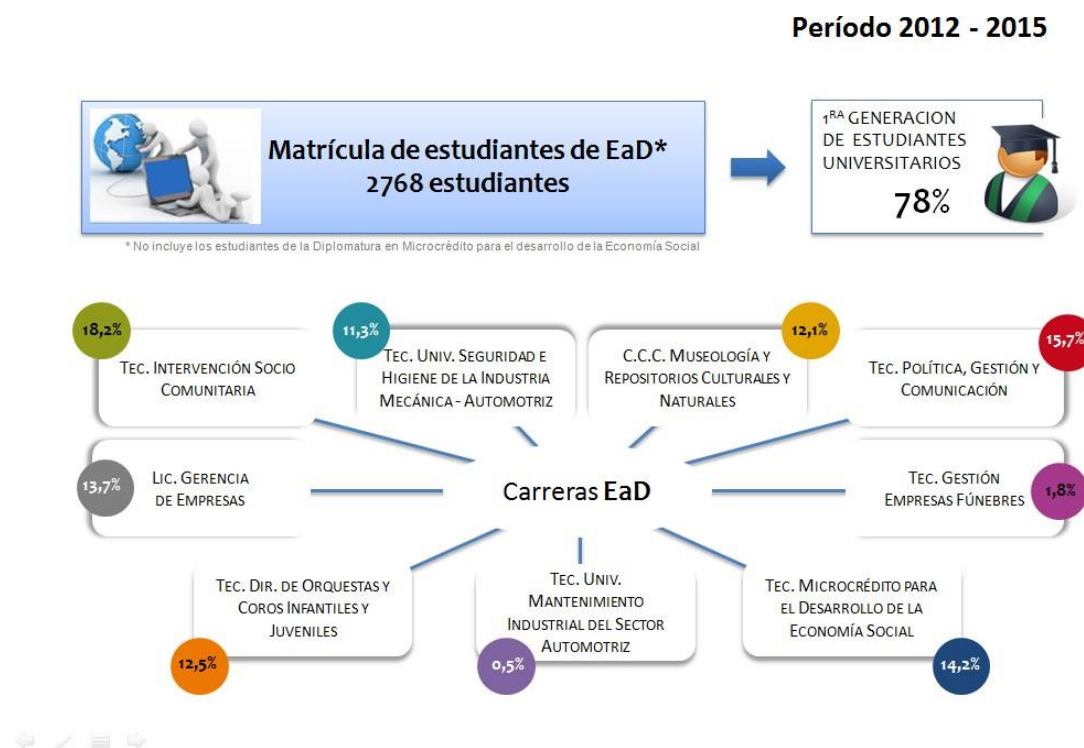 Período 2012 - 2015
Matrícula de estudiantes de EaD*
2768 estudiantes
1RA GENERACION
DE ESTUDIANTES
UNIVERSITARIOS
78%
* No incluye los estudiantes de la Diplomatura en Microcrédito para el desarrollo de la Economía Social
18,2%
TEC. INTERVENCIÓN SOCIO
COMUNITARIA
11,3%
TEC. UNIV. SEGURIDAD E
HIGIENE DE LA INDUSTRIA
MECÁNICA - AUTOMOTRIZ
12,1%
C.C.C. MUSEOLOGÍA Y
REPOSITORIOS CULTURALES Y
NATURALES
15,7%
TEC. POLÍTICA, GESTIÓN Y
COMUNICACIÓN
13,7%
LIC. GERENCIA
DE EMPRESAS
Carreras EaD
TEC. GESTIÓN
EMPRESAS FÚNEBRES
1,8%
TEC. DIR. DE ORQUESTAS Y
COROS INFANTILES Y
JUVENILES
12,5%
TEC. UNIV.
MANTENIMIENTO
INDUSTRIAL DEL SECTOR
AUTOMOTRIZ
0,5%
TEC. MICROCRÉDITO PARA
EL DESARROLLO DE LA
ECONOMÍA SOCIAL
14,2%